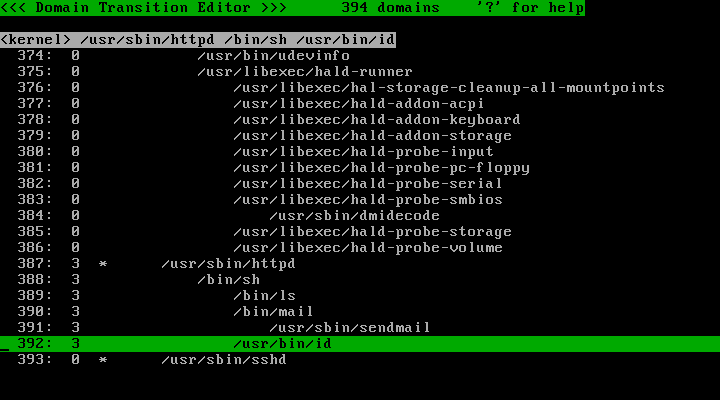 <<< Domain Transition Editor >>>      394 domains    '?' for help
<kernel> /usr/sbin/httpd /bin/sh /usr/bin/id
374:  0             /usr/bin/udevinfo
375:  0             /usr/libexec/hald-runner
376:  0                 /usr/libexec/hal-storage-cleanup-all-mountpoints
377:  0                 /usr/libexec/hald-addon-acpi
378:  0                 /usr/libexec/hald-addon-keyboard
379:  0                 /usr/libexec/hald-addon-storage
380:  0                 /usr/libexec/hald-probe-input
381:  0                 /usr/libexec/hald-probe-pc-floppy
382:  0                 /usr/libexec/hald-probe-serial
383:  0                 /usr/libexec/hald-probe-smbios
384:  0                     /usr/sbin/dmidecode
385:  0                 /usr/libexec/hald-probe-storage
386:  0                 /usr/libexec/hald-probe-volume
387:  3  *      /usr/sbin/httpd
388:  3             /bin/sh
389:  3                 /bin/ls
390:  3                 /bin/mail
391:  3                     /usr/sbin/sendmail
392:  3                 /usr/bin/id
393:  0  *      /usr/sbin/sshd